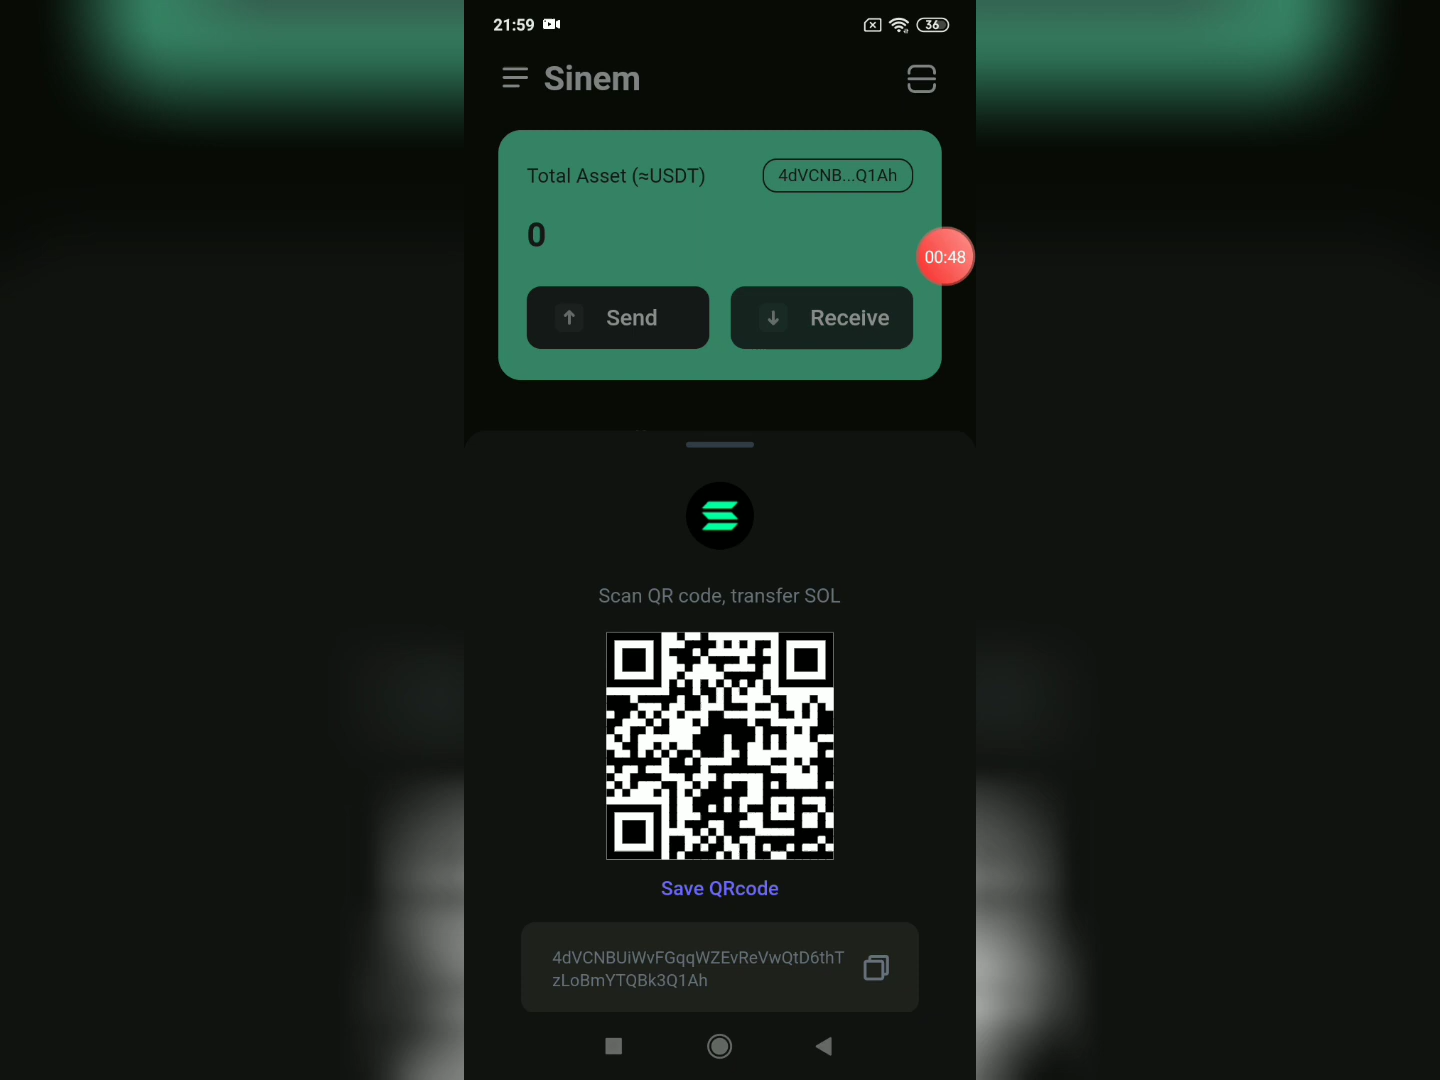 21:59
36
Sinem
Total Asset (≈USDT)
4dVCNB...Q1Ah
0
00:48
Send
Receive
Scan QR code, transfer SOL
Save QRcode
4dVCNBUiWvFGqqWZEvReVwQtD6thT
zLoBmYTQBk3Q1Ah